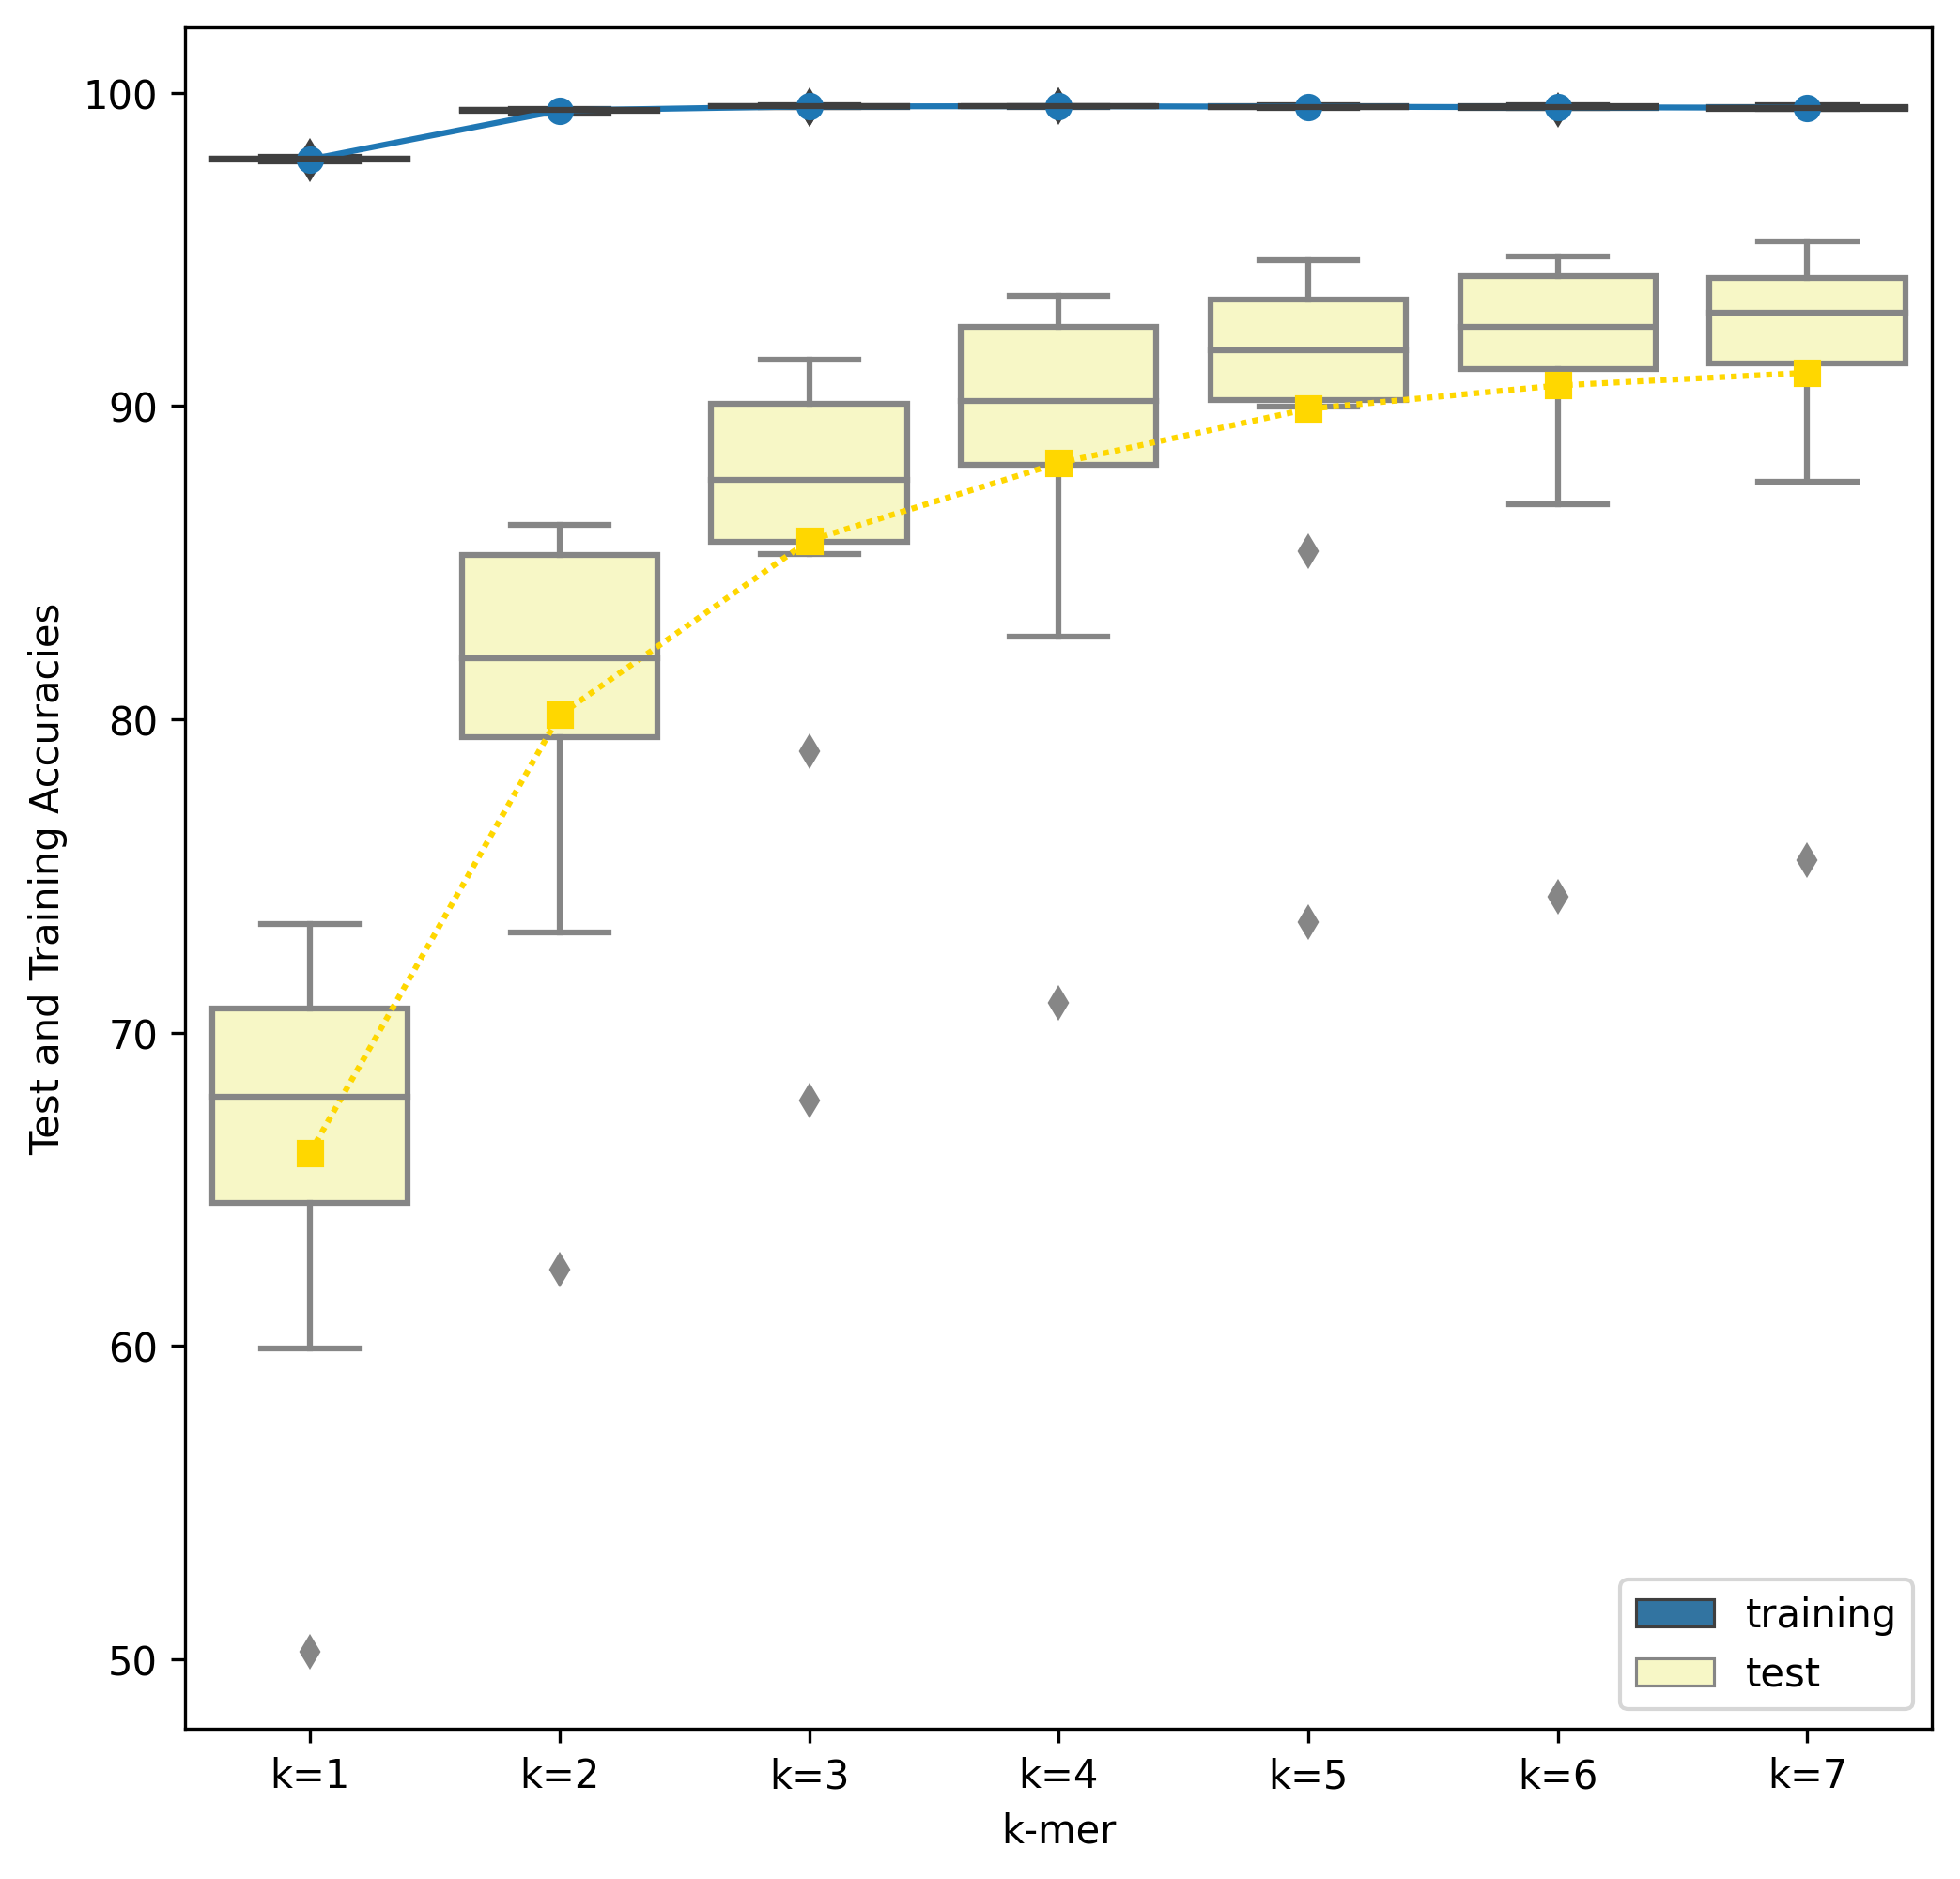 Test and Training Accuracies
100
90
80
70
60
50
k=1 k=2 k=3 k=4 k=5 k=6 k=7
k-mer
training
test